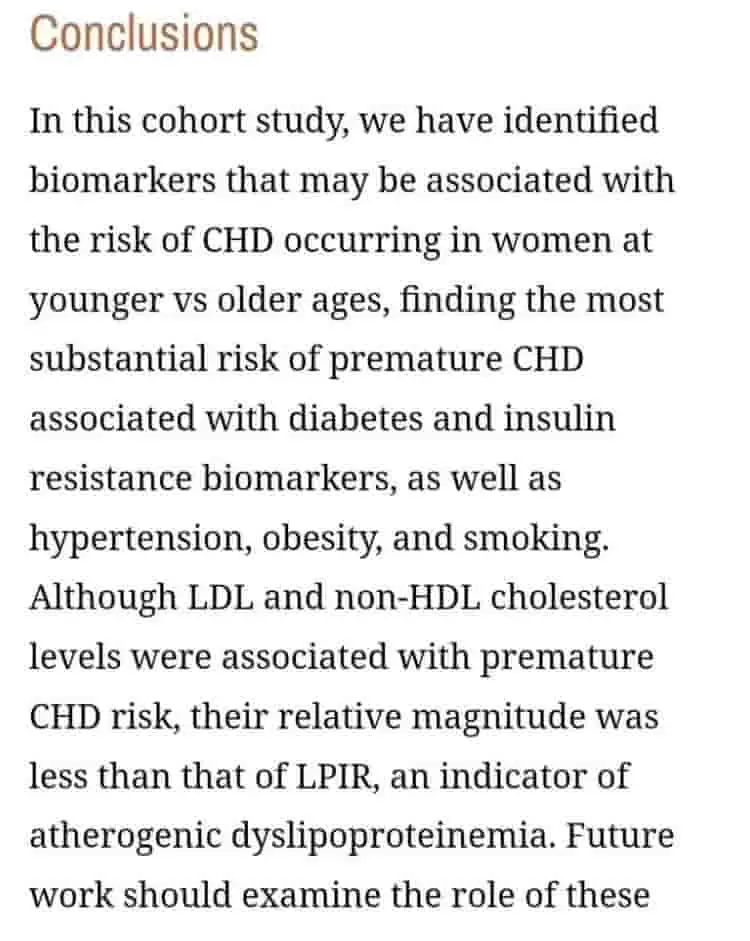 Conclusions
In this cohort study, we have identified
biomarkers that may be associated with
the risk of CHD occurring in women at
younger vs older ages, finding the most
substantial risk of premature CHD
associated with diabetes and insulin
resistance biomarkers, as well as
hypertension, obesity, and smoking.
Although LDL and non-HDL cholesterol
levels were associated with premature
CHD risk, their relative magnitude was
less than that of LPIR, an indicator of
atherogenic dyslipoproteinemia. Future
work should examine the role of these